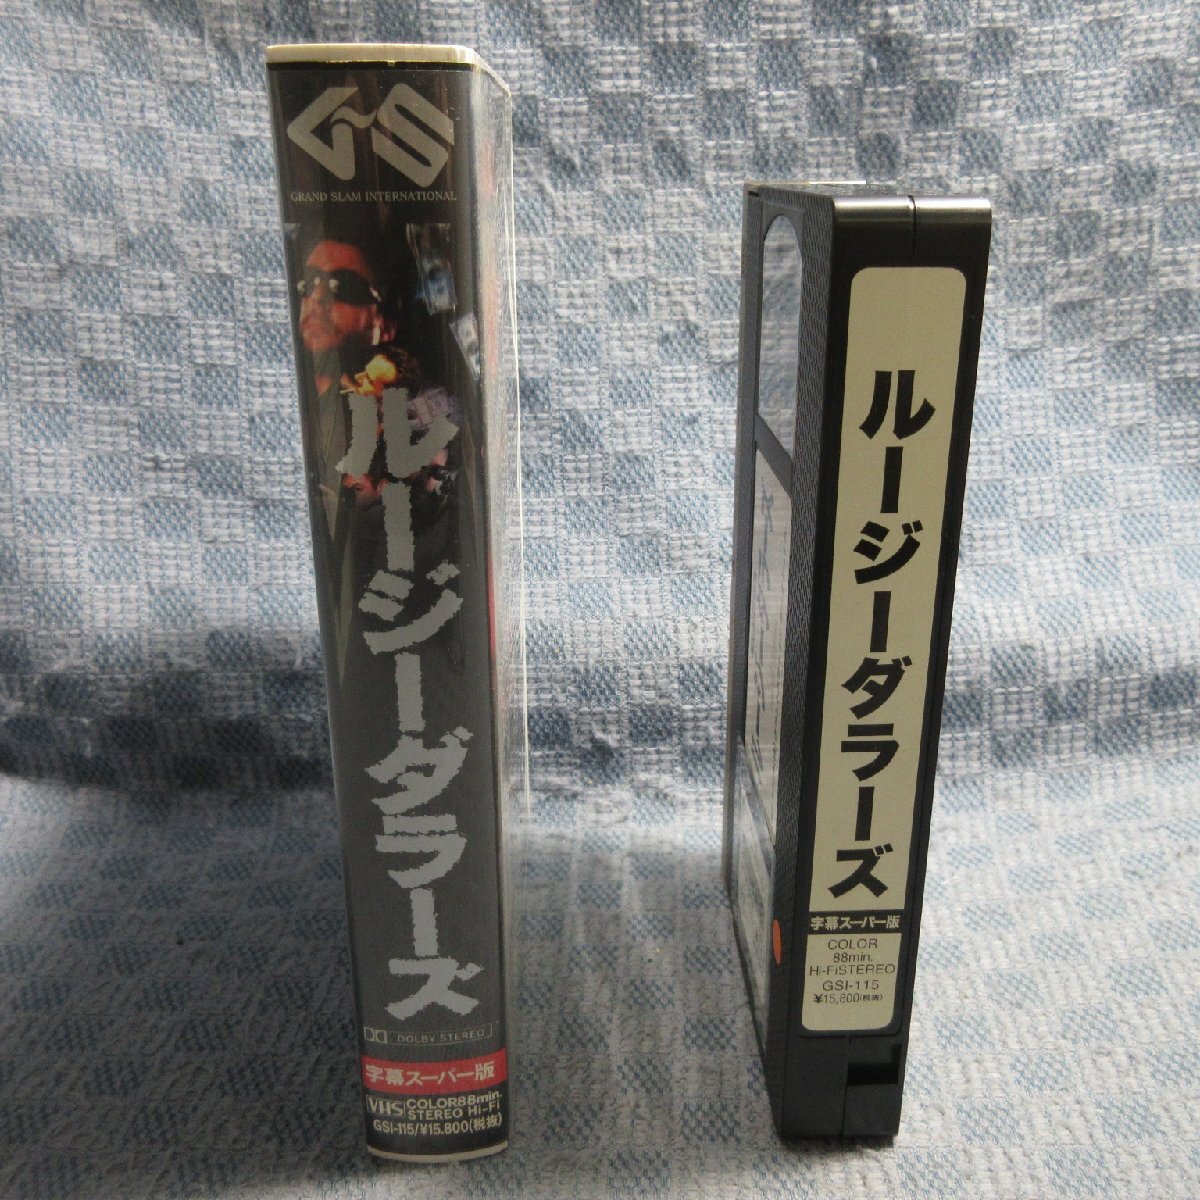 GS
GRAND SLAM INTERNATIONAL
ルージーダラーズ
DOLBY STEREO
字幕スーパー版
VHS COLOR88min.
STEREO Hi-Fi
GSI-115/¥15.800(税抜)
ルージーダラーズ
字幕スーパー版
COLOR
88min.
Hi-FiSTEREO
GSI-115
¥15,800(税抜)